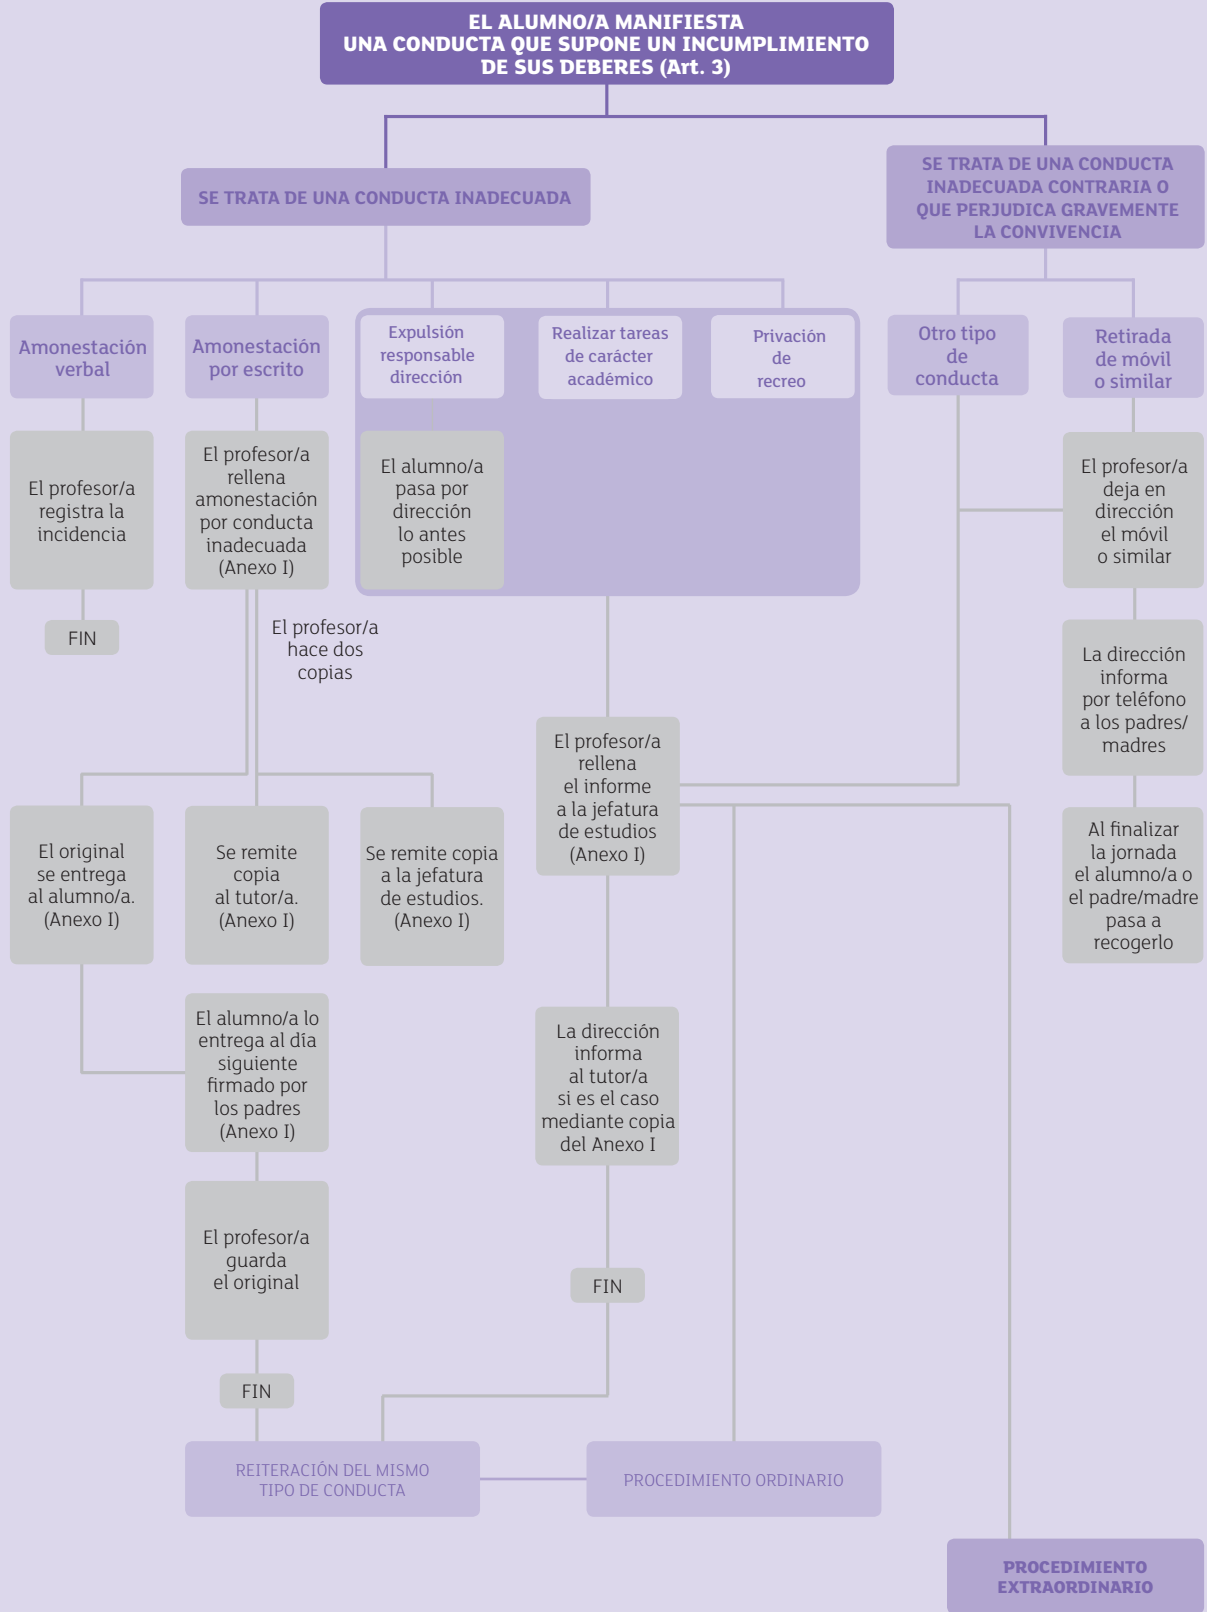 EL ALUMNO/A MANIFIESTA
UNA CONDUCTA QUE SUPONE UN INCUMPLIMIENTO
DE SUS DEBERES (Art. 3)
SE TRATA DE UNA CONDUCTA INADECUADA
SE TRATA DE UNA CONDUCTA
INADECUADA CONTRARIA O
QUE PERJUDICA GRAVEMENTE
LA CONVIVENCIA
Amonestación
verbal
Amonestación
por escrito
Expulsión
responsable
dirección
Realizar tareas
de carácter
académico
Privación
de
recreo
Otro tipo
de
conducta
Retirada
de móvil
o similar
El profesor/a
registra la
incidencia
El profesor/a
rellena
amonestación
por conducta
inadecuada
(Anexo I)
El alumno/a
pasa por
dirección
lo antes
posible
El profesor/a
deja en
dirección
el móvil
o similar
FIN
El profesor/a
hace dos
copias
La dirección
informa
por teléfono
a los padres/
madres
El profesor/a
rellena
el informe
a la jefatura
de estudios
(Anexo I)
El original
se entrega
al alumno/a.
(Anexo I)
Se remite
copia
al tutor/a.
(Anexo I)
Se remite copia
a la jefatura
de estudios.
(Anexo I)
Al finalizar
la jornada
el alumno/a o
el padre/madre
pasa a
recogerlo
El alumno/a lo
entrega al día
siguiente
firmado por
los padres
(Anexo I)
La dirección
informa
al tutor/a
si es el caso
mediante copia
del Anexo I
El profesor/a
guarda
el original
FIN
FIN
REITERACIÓN DEL MISMO
TIPO DE CONDUCTA
PROCEDIMIENTO ORDINARIO
PROCEDIMIENTO
EXTRAORDINARIO